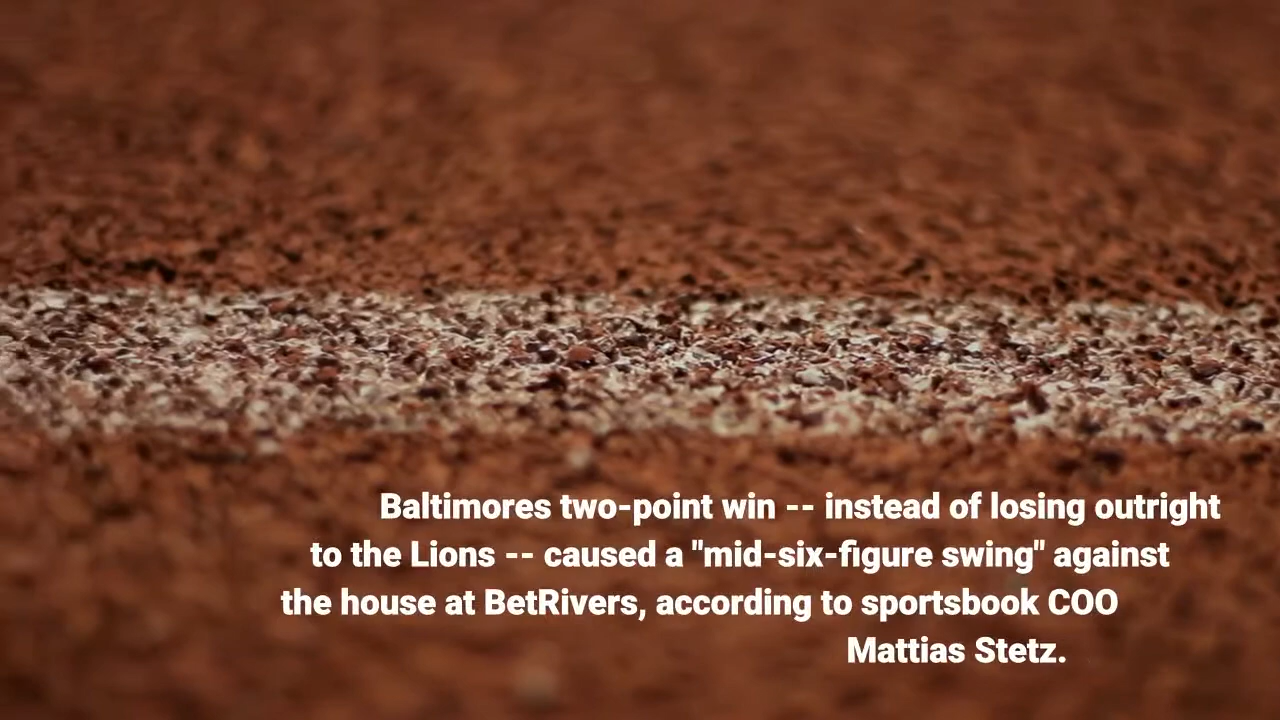 Baltimores two-point win -- instead of losing outright
to the Lions -- caused a "mid-six-figure swing" against
the house at BetRivers, according to sportsbook COO
Mattias Stetz.